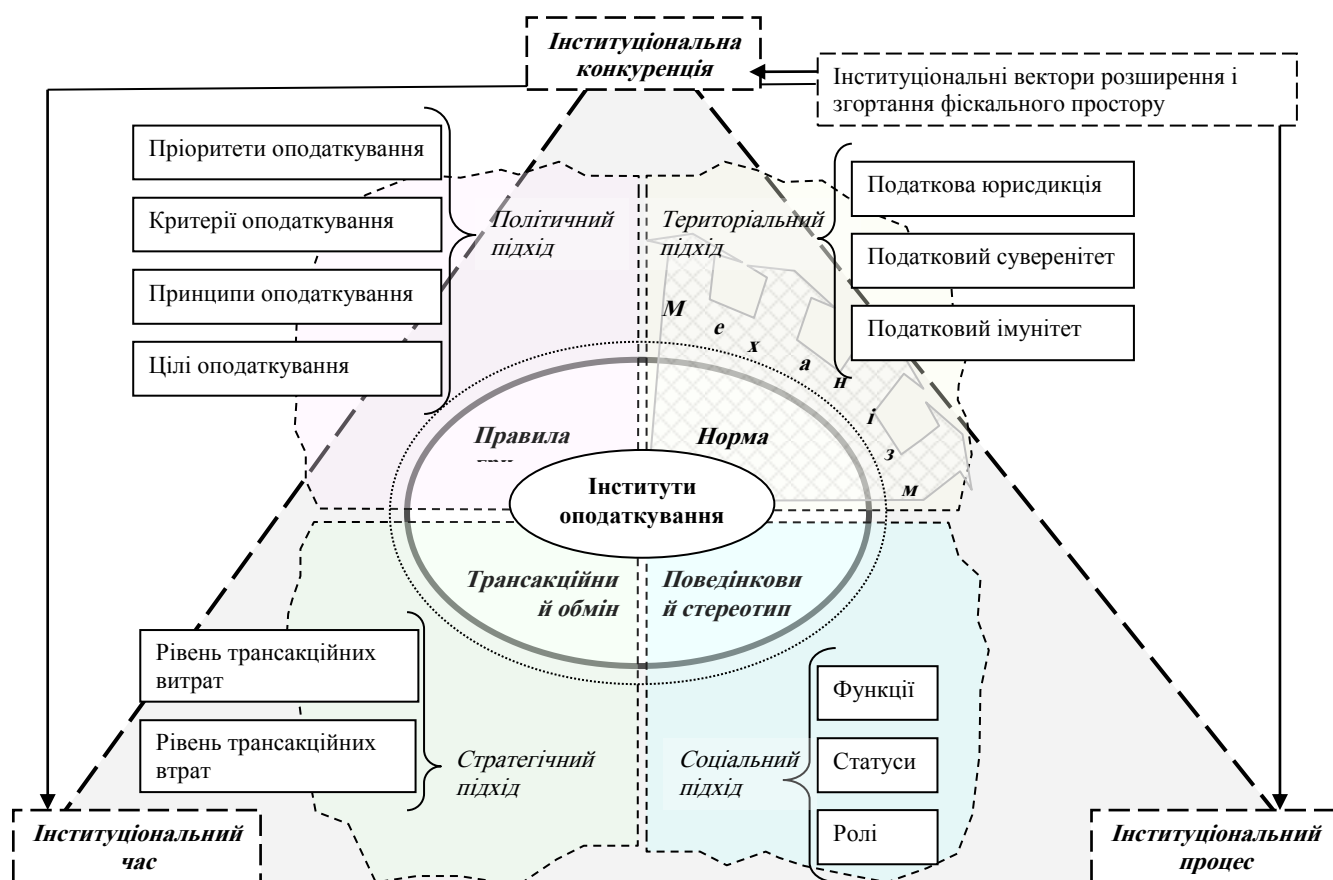 Інституціональна
конкуренція
Інституціональні вектори розширення і
згортання фіскального простору
Пріоритети оподаткування
Критерії оподаткування
Принципи оподаткування
Цілі оподаткування
Політичний
підхід
Територіальний
підхід
Податкова юрисдикція
Податковий суверенітет
Податковий імунітет
М е х а н і з м
Правила
Норма
Інститути
оподаткування
Трансакційни
й обмін
Поведінкови
й стереотип
Рівень трансакційних
витрат
Рівень трансакційних
втрат
Стратегічний
підхід
Соціальний
підхід
Функції
Статуси
Ролі
Інституціональний
час
Інституціональний
процес